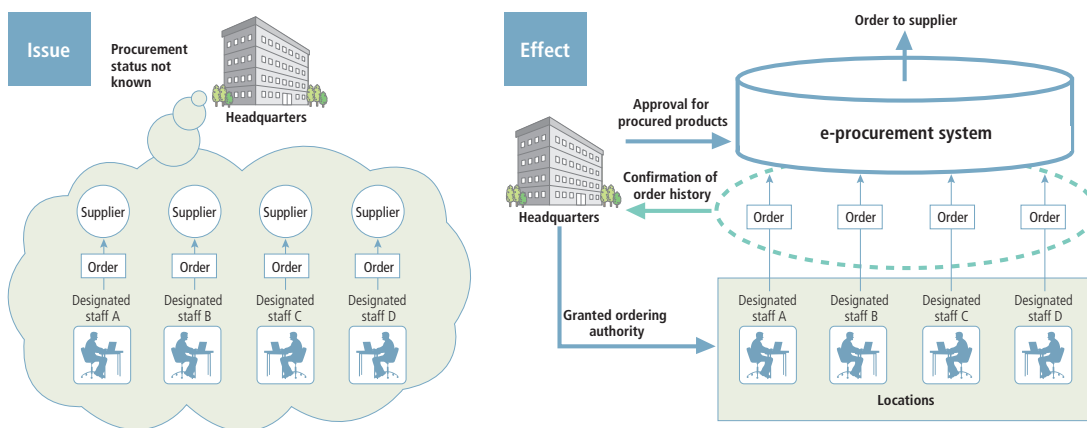 Issue
Procurement
status not
known
Headquarters
Supplier
Supplier
Supplier
Supplier
Order
Order
Order
Order
Designated
staff A
Designated
staff B
Designated
staff C
Designated
staff D
Effect
Order to supplier
Approval for
procured products
e-procurement system
Confirmation of
order history
Headquarters
Order
Order
Order
Order
Granted ordering
authority
Designated
staff A
Designated
staff B
Designated
staff C
Designated
staff D
Locations